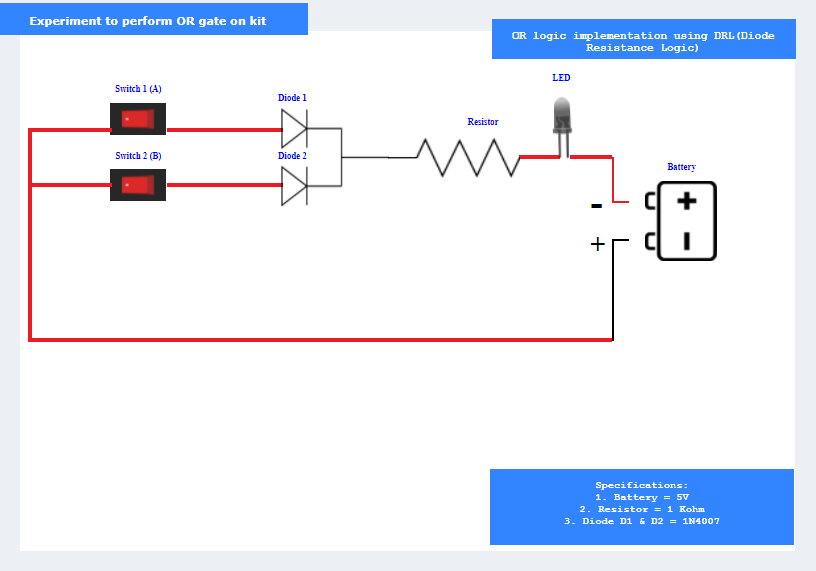 Experiment to perform OR gate on kit
OR logic implementation using DRL(Diode
Resistance Logic)
LED
Switch 1 (A)
Diode 1
Resistor
Switch 2 (B)
Diode 2
Battery
-
+
Specifications:
1. Battery = 5V
2. Resistor = 1 Kohm
3. Diode D1 & D2 = 1N4007